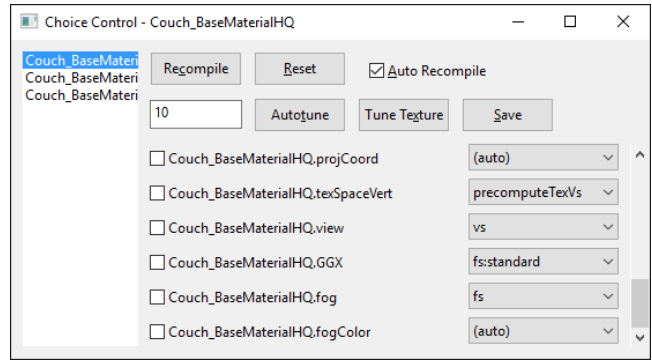 Choice Control - Couch_BaseMaterialHQ
Couch_BaseMateri
Couch_BaseMateri
Couch_BaseMateri
Recompile Reset Auto Recompile
10 Autotune Tune Texture Save
Couch_BaseMaterialHQ.projCoord (auto)
Couch_BaseMaterialHQ.texSpaceVert precomputeTexVs
Couch_BaseMaterialHQ.view vs
Couch_BaseMaterialHQ.GGX fs:standard
Couch_BaseMaterialHQ.fog fs
Couch_BaseMaterialHQ.fogColor (auto)